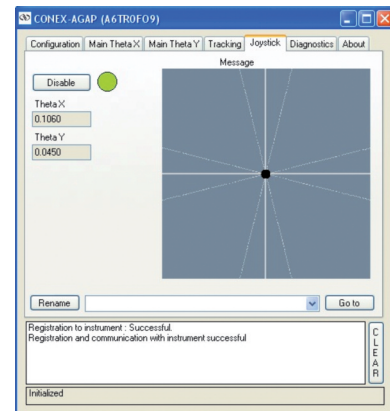 CONEX-AGAP (A6TR0FO9)
Configuration Main Theta X Main Theta Y Tracking Joystick Diagnostics About
Message
Disable
Theta X
0.1060
Theta Y
0.0450
Rename Go to
Registration to instrument : Successful.
Registration and communication with instrument successful
CLEAR
Initialized